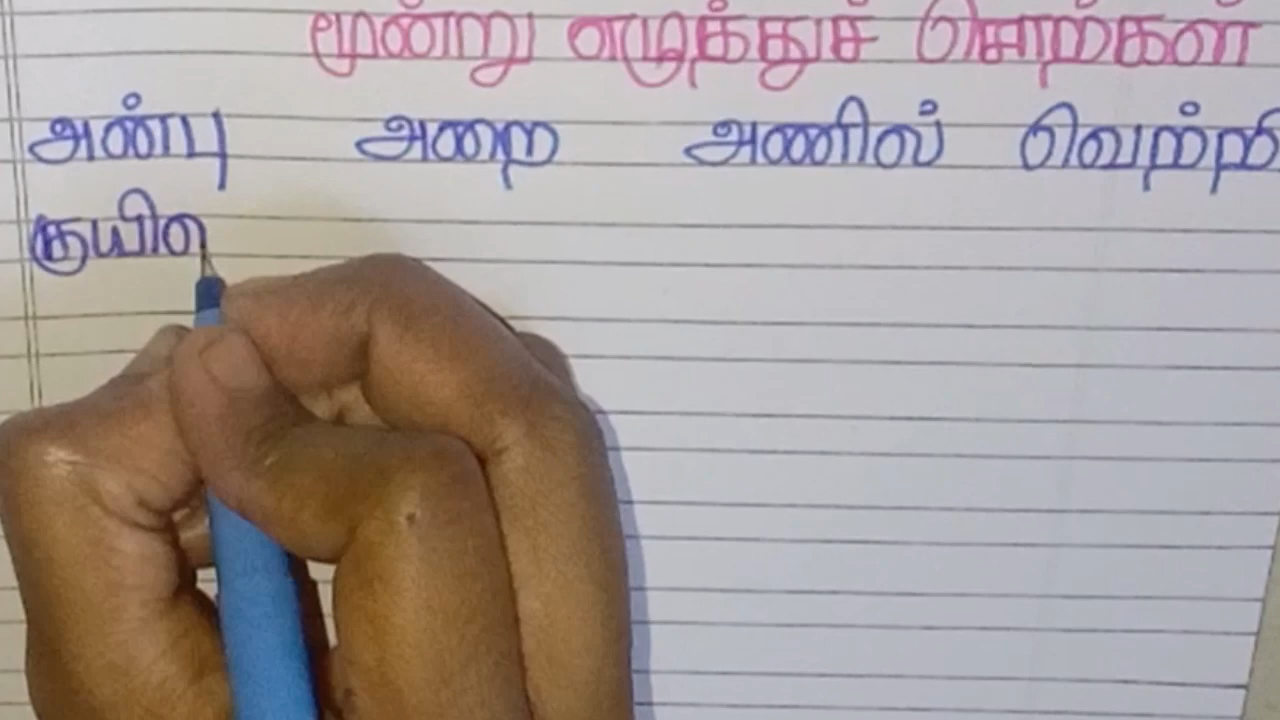 மூன்று எழுத்துச் சொற்கள்
அன்பு அறை அணில் வெற்றி
குயில